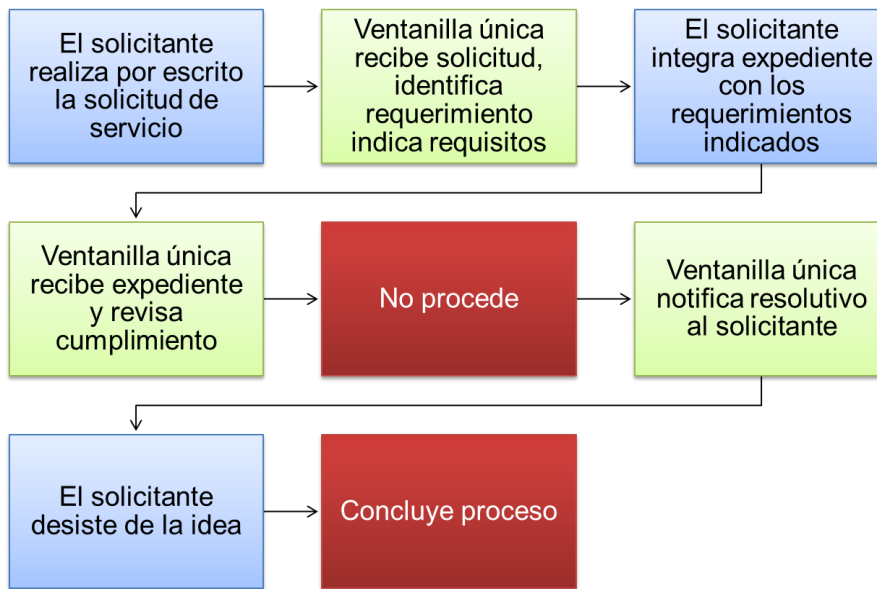 El solicitante
realiza por escrito
la solicitud de
servicio
Ventanilla única
recibe solicitud,
identifica
requerimiento
indica requisitos
El solicitante
integra expediente
con los
requerimientos
indicados
Ventanilla única
recibe expediente
y revisa
cumplimiento
No procede
Ventanilla única
notifica resolutivo
al solicitante
El solicitante
desiste de la idea
Concluye proceso